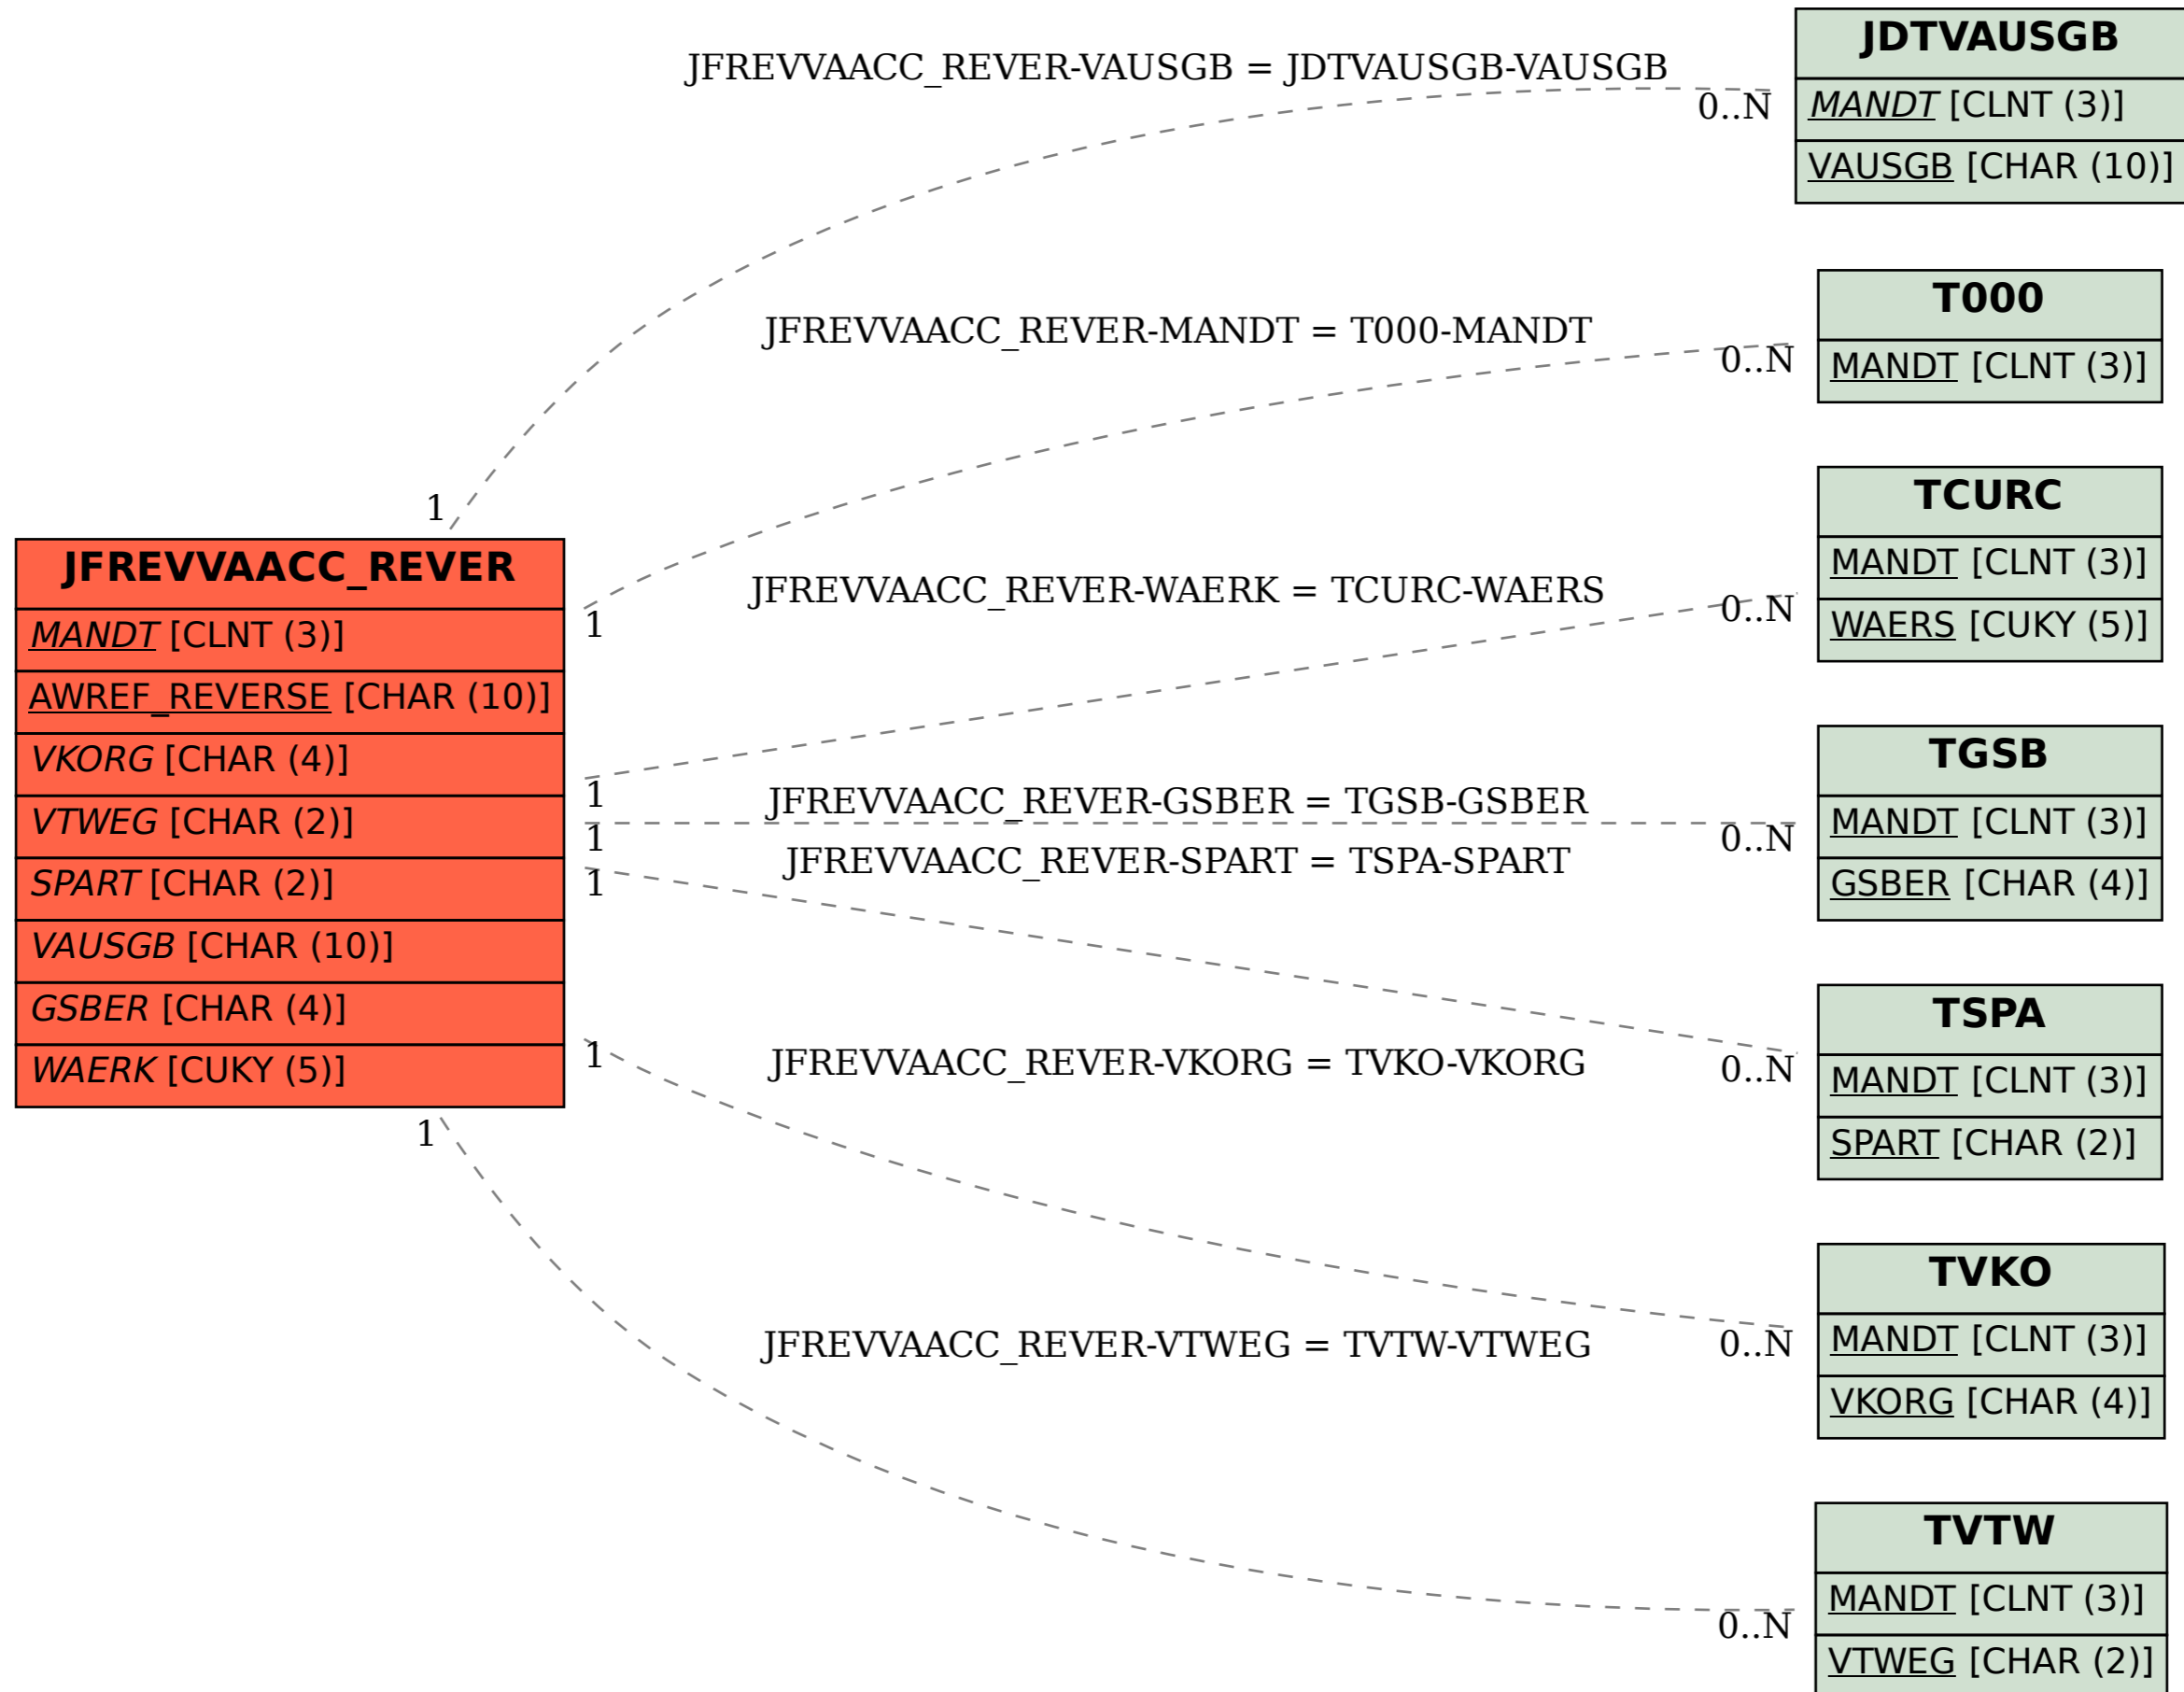 JDTVAUSGB
MANDT [CLNT (3)]
VAUSGB [CHAR (10)]
JFREVVAACC_REVER-VAUSGB = JDTVAUSGB-VAUSGB
0..N
1
T000
MANDT [CLNT (3)]
JFREVVAACC_REVER-MANDT = T000-MANDT
0..N
1
TCURC
MANDT [CLNT (3)]
WAERS [CUKY (5)]
JFREVVAACC_REVER-WAERK = TCURC-WAERS
0..N
1
JFREVVAACC_REVER
MANDT [CLNT (3)]
AWREF_REVERSE [CHAR (10)]
VKORG [CHAR (4)]
VTWEG [CHAR (2)]
SPART [CHAR (2)]
VAUSGB [CHAR (10)]
GSBER [CHAR (4)]
WAERK [CUKY (5)]
TGSB
MANDT [CLNT (3)]
GSBER [CHAR (4)]
JFREVVAACC_REVER-GSBER = TGSB-GSBER
0..N
1
JFREVVAACC_REVER-SPART = TSPA-SPART
1
0..N
TSPA
MANDT [CLNT (3)]
SPART [CHAR (2)]
JFREVVAACC_REVER-VKORG = TVKO-VKORG
1
0..N
TVKO
MANDT [CLNT (3)]
VKORG [CHAR (4)]
JFREVVAACC_REVER-VTWEG = TVTW-VTWEG
1
0..N
TVTW
MANDT [CLNT (3)]
VTWEG [CHAR (2)]